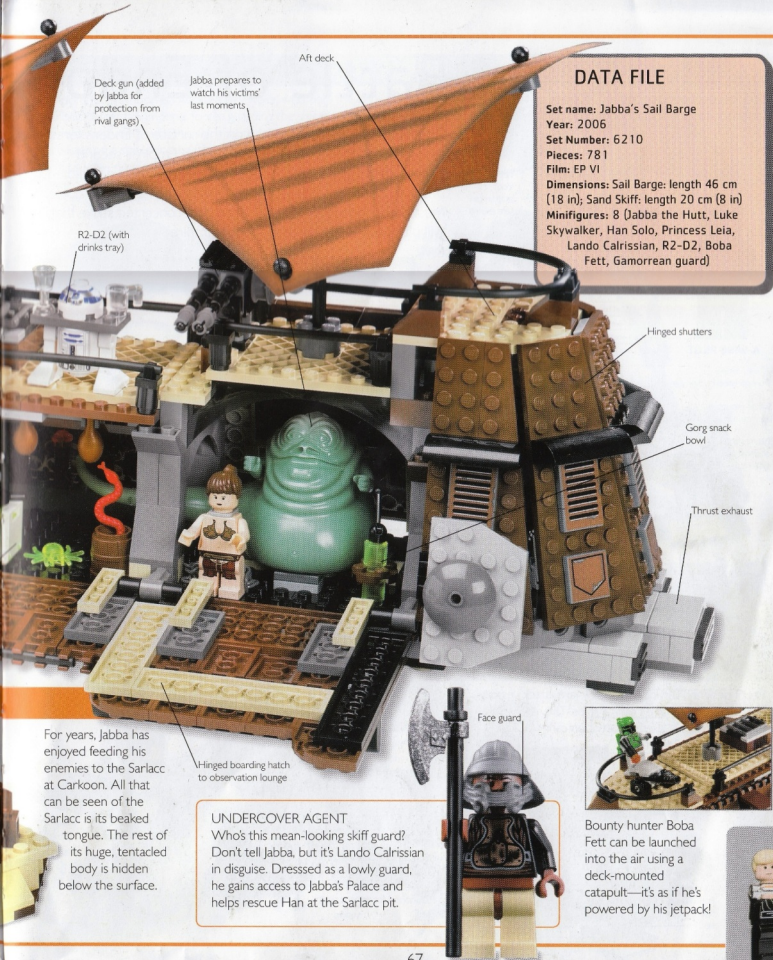 Aft deck
Deck gun (added
by Jabba for
protection from
rival gangs)
Jabba prepares to
watch his victims'
last moments
DATA FILE
Set name: Jabba's Sail Barge
Year: 2006
Set Number: 6210
Pieces: 781
Film: EP VI
Dimensions: Sail Barge: length 46 cm
(18 in); Sand Skiff: length 20 cm (8 in)
Minifigures: 8 (Jabba the Hutt, Luke
Skywalker, Han Solo, Princess Leia,
Lando Calrissian, R2-D2, Boba
Fett, Gamorrean guard)
R2-D2 (with
drinks tray)
Hinged shutters
Gorg snack
bowl
Thrust exhaust
For years, Jabba has
enjoyed feeding his
enemies to the Sarlacc
at Carkoon. All that
can be seen of the
Sarlacc is its beaked
tongue. The rest of
its huge, tentacled
body is hidden
below the surface.
Hinged boarding hatch
to observation lounge
Face guard
UNDERCOVER AGENT
Who's this mean-looking skiff guard?
Don't tell Jabba, but it's Lando Calrissian
in disguise. Dresssed as a lowly guard,
he gains access to Jabba's Palace and
helps rescue Han at the Sarlacc pit.
Bounty hunter Boba
Fett can be launched
into the air using a
deck-mounted
catapult—it's as if he's
powered by his jetpack!
67